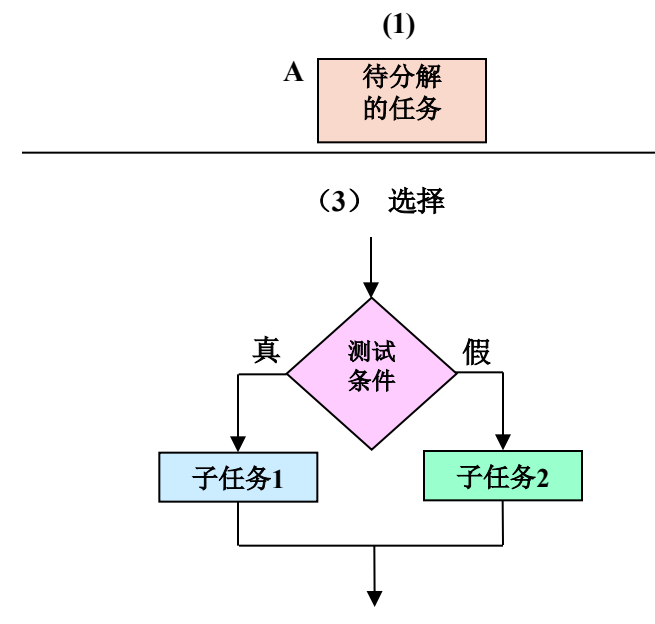 (1)
A
待分解
的任务
（3） 选择
真
测试
条件
假
子任务1
子任务2